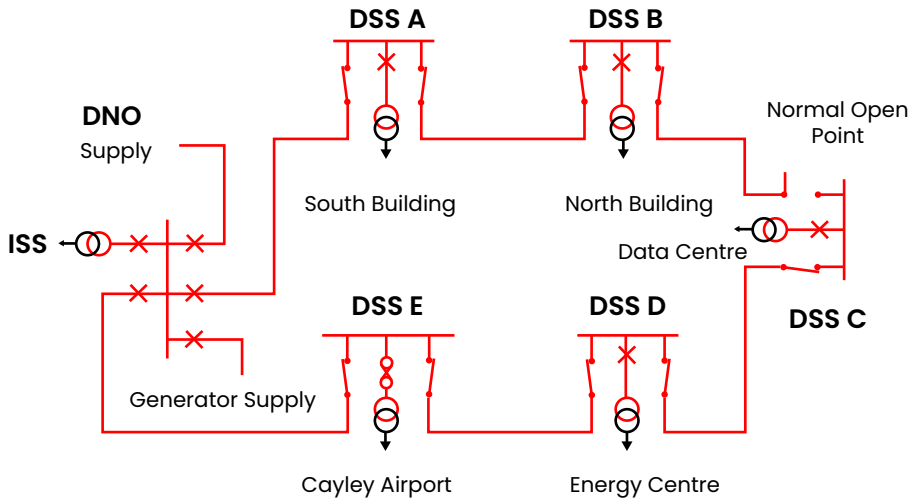 DSS A
DSS B
DNO
Supply
Normal Open
Point
South Building
North Building
ISS
Data Centre
DSS E
DSS D
DSS C
Generator Supply
Cayley Airport
Energy Centre